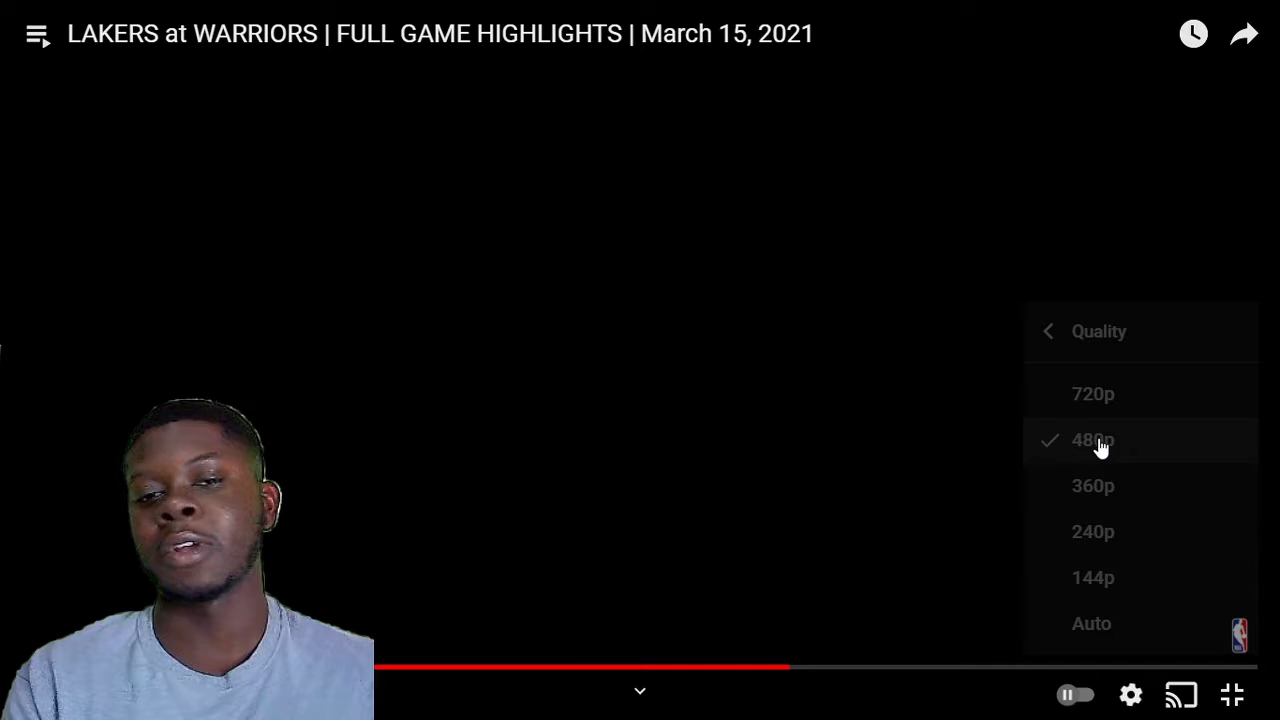 LAKERS at WARRIORS | FULL GAME HIGHLIGHTS | March 15, 2021
Quality
720p
480p
360p
240p
144p
Auto